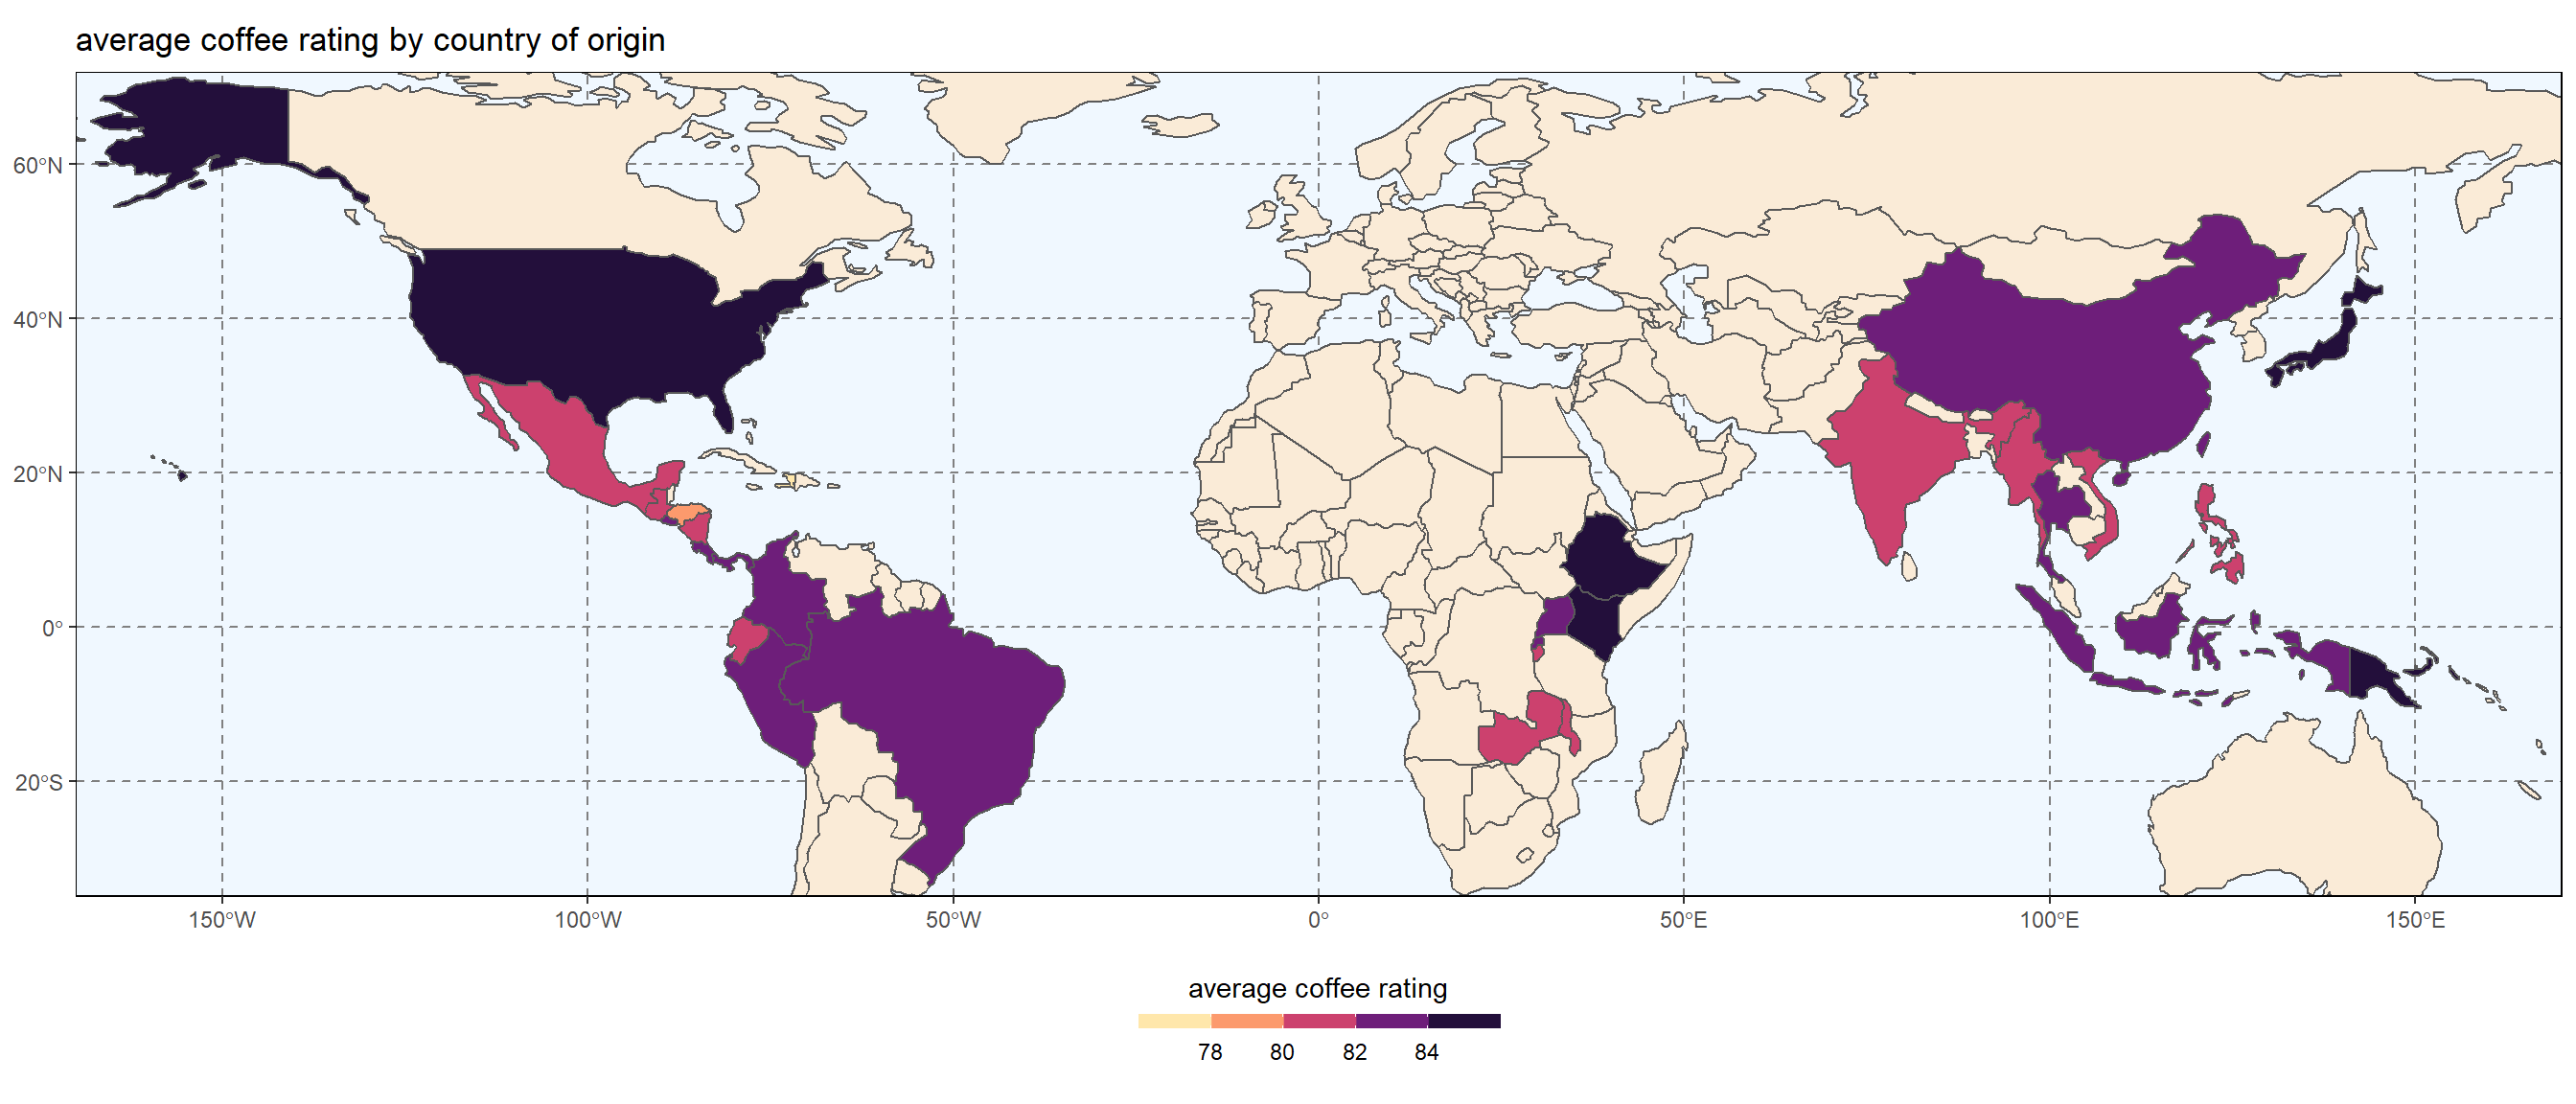 average coffee rating by country of origin
60°N
40°N
20°N
0°
20°S
150°W
100°W
50°W
0°
50°E
100°E
150°E
average coffee rating
78
80
82
84